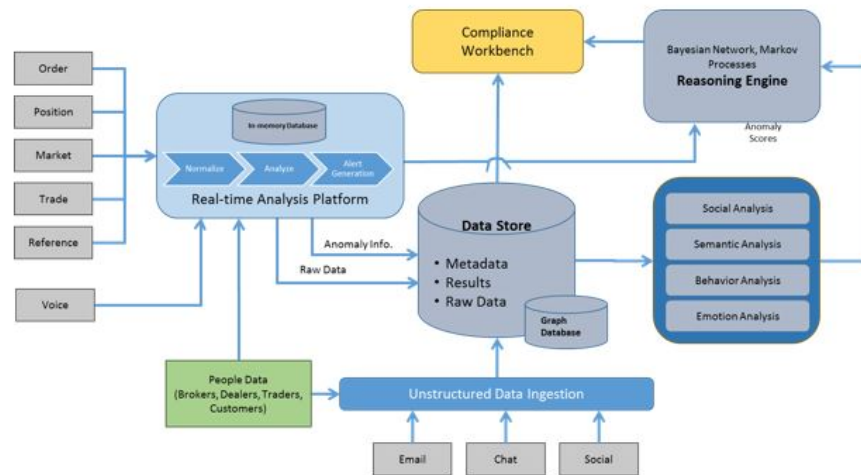 Compliance
Workbench
Bayesian Network, Markov
Processes
Reasoning Engine
Anomaly
Scores
Order
Position
Market
Trade
Reference
Voice
In-memory Database
Normalize
Analyze
Alert
Generation
Real-time Analysis Platform
Anomaly Info.
Raw Data
Data Store
• Metadata
• Results
• Raw Data
Graph
Database
Social Analysis
Semantic Analysis
Behavior Analysis
Emotion Analysis
People Data
(Brokers, Dealers, Traders,
Customers)
Unstructured Data Ingestion
Email
Chat
Social